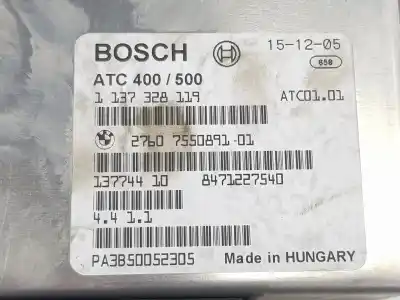 BOSCH 15-12-05
658
ATC 400 / 500
1 137 328 119 ATC01.01
2760 7550891-01
137744 10 8471227540
4.4 1.1
PA3850052305 Made in HUNGARY